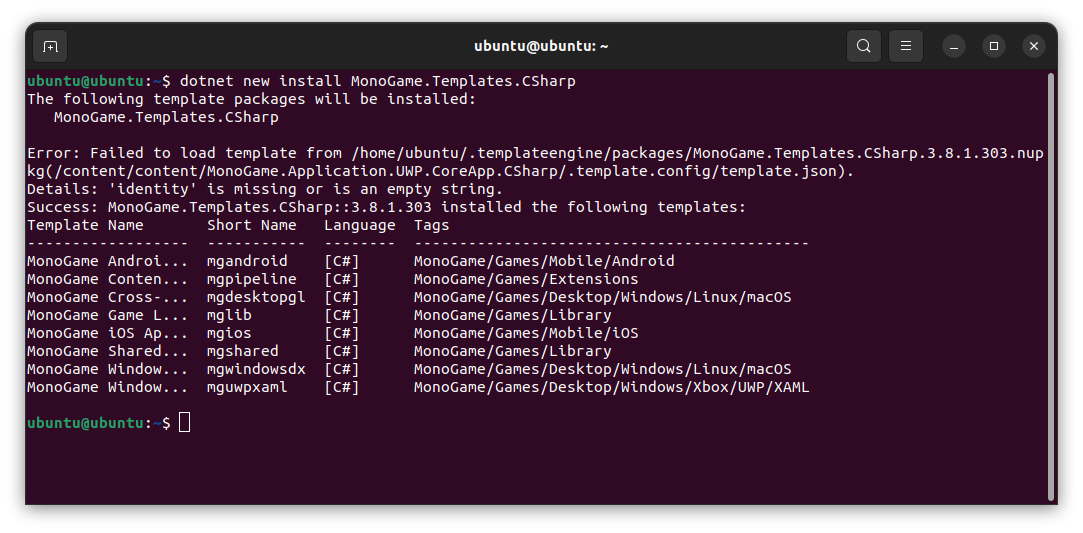 ubuntu@ubuntu: ~
ubuntu@ubuntu:~$ dotnet new install MonoGame.Templates.CSharp
The following template packages will be installed:
   MonoGame.Templates.CSharp

Error: Failed to load template from /home/ubuntu/.templateengine/packages/MonoGame.Templates.CSharp.3.8.1.303.nup
kg(/content/content/MonoGame.Application.UWP.CoreApp.CSharp/.template.config/template.json).
Details: 'identity' is missing or is an empty string.
Success: MonoGame.Templates.CSharp::3.8.1.303 installed the following templates:
Template Name       Short Name   Language  Tags
------------------  -----------  --------  --------------------------------------------
MonoGame Androi...  mgandroid    [C#]      MonoGame/Games/Mobile/Android
MonoGame Conten...  mgpipeline   [C#]      MonoGame/Games/Extensions
MonoGame Cross-...  mgdesktopgl  [C#]      MonoGame/Games/Desktop/Windows/Linux/macOS
MonoGame Game L...  mglib        [C#]      MonoGame/Games/Library
MonoGame iOS Ap...  mgios        [C#]      MonoGame/Games/Mobile/iOS
MonoGame Shared...  mgshared     [C#]      MonoGame/Games/Library
MonoGame Window...  mgwindowsdx  [C#]      MonoGame/Games/Desktop/Windows/Linux/macOS
MonoGame Window...  mguwpxaml    [C#]      MonoGame/Games/Desktop/Windows/Xbox/UWP/XAML

ubuntu@ubuntu:~$